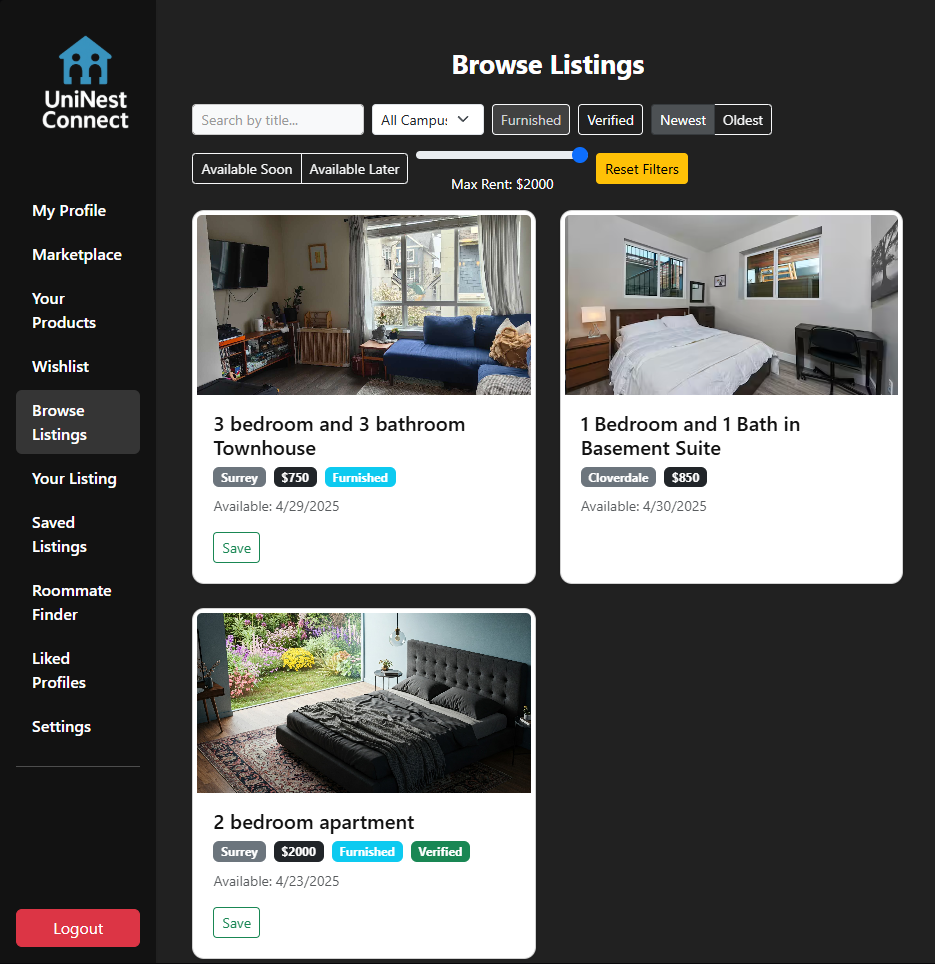 UniNest
Connect
My Profile
Marketplace
Your
Products
Wishlist
Browse
Listings
Your Listing
Saved
Listings
Roommate
Finder
Liked
Profiles
Settings
Logout
Browse Listings
Search by title...
All Campus
Furnished
Verified
Newest
Oldest
Available Soon
Available Later
Max Rent: $2000
Reset Filters
3 bedroom and 3 bathroom
Townhouse
Surrey $750 Furnished
Available: 4/29/2025
Save
1 Bedroom and 1 Bath in
Basement Suite
Cloverdale $850
Available: 4/30/2025
2 bedroom apartment
Surrey $2000 Furnished Verified
Available: 4/23/2025
Save